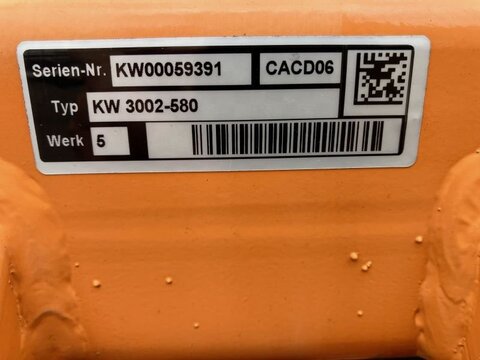 Serien-Nr. KW00059391 CACD06
Typ KW 3002-580
Werk 5